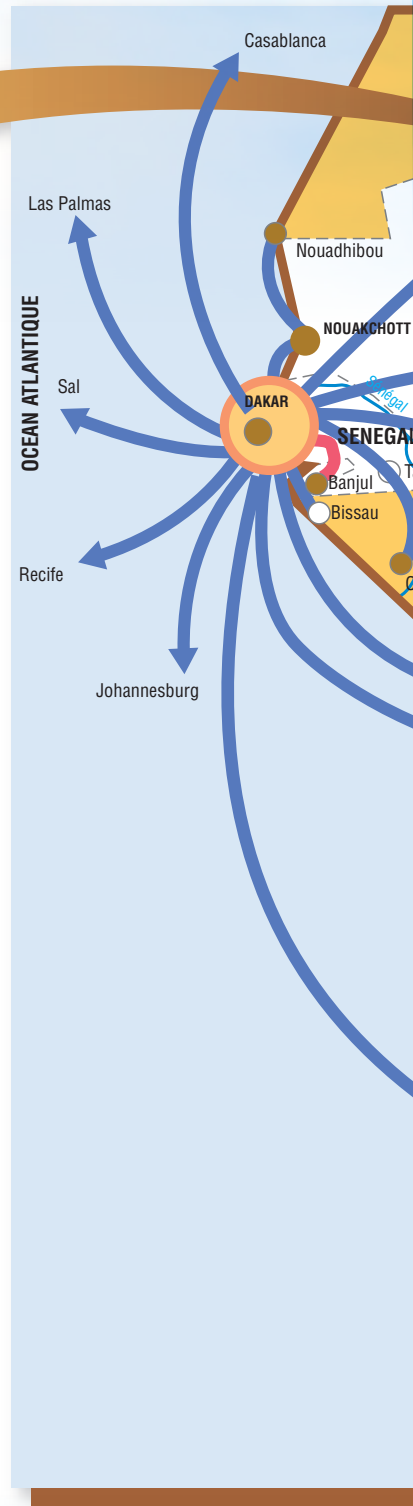 Casablanca
Las Palmas
Nouadhibou
OCEAN ATLANTIQUE
NOUAKCHOTT
Sal
DAKAR
Sénégal
SENEGAL
Banjul
Bissau
Recife
Johannesburg